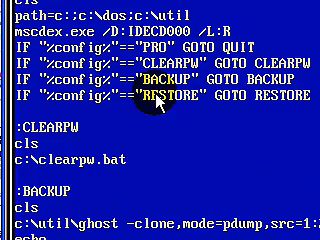 cls
path=c:;c:\dos;c:\util
mscdex.exe /D:IDECD000 /L:R
IF "%config%"=="PRO" GOTO QUIT
IF "%config%"=="CLEARPW" GOTO CLEARPW
IF "%config%"=="BACKUP" GOTO BACKUP
IF "%config%"=="RESTORE" GOTO RESTORE
:CLEARPW
cls
c:\clearpw.bat
:BACKUP
cls
c:\util\ghost -clone,mode=pdump,src=1:
echo